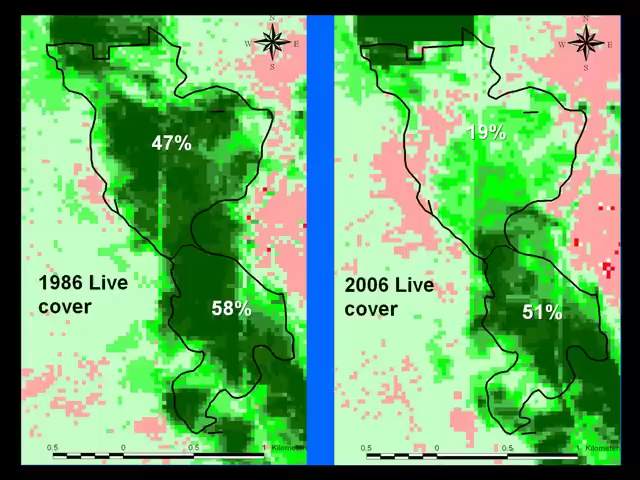 N
W E
S
47%
1986 Live
cover
58%
0.5 0 0.5 1 Kilometers
N
W E
S
19%
2006 Live
cover
51%
0.5 0 0.5 1 Kilometer